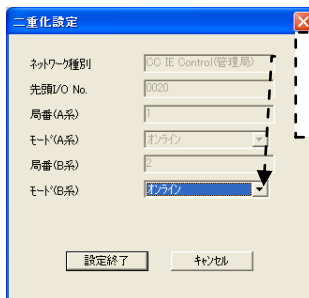 二重化設定
ネットワーク種別 CC IE Control(管理局)
先頭I/O No. 0020
局番(A系) 1
モード(A系) オンライン
局番(B系) 2
モード(B系) オンライン
設定終了 キャンセル